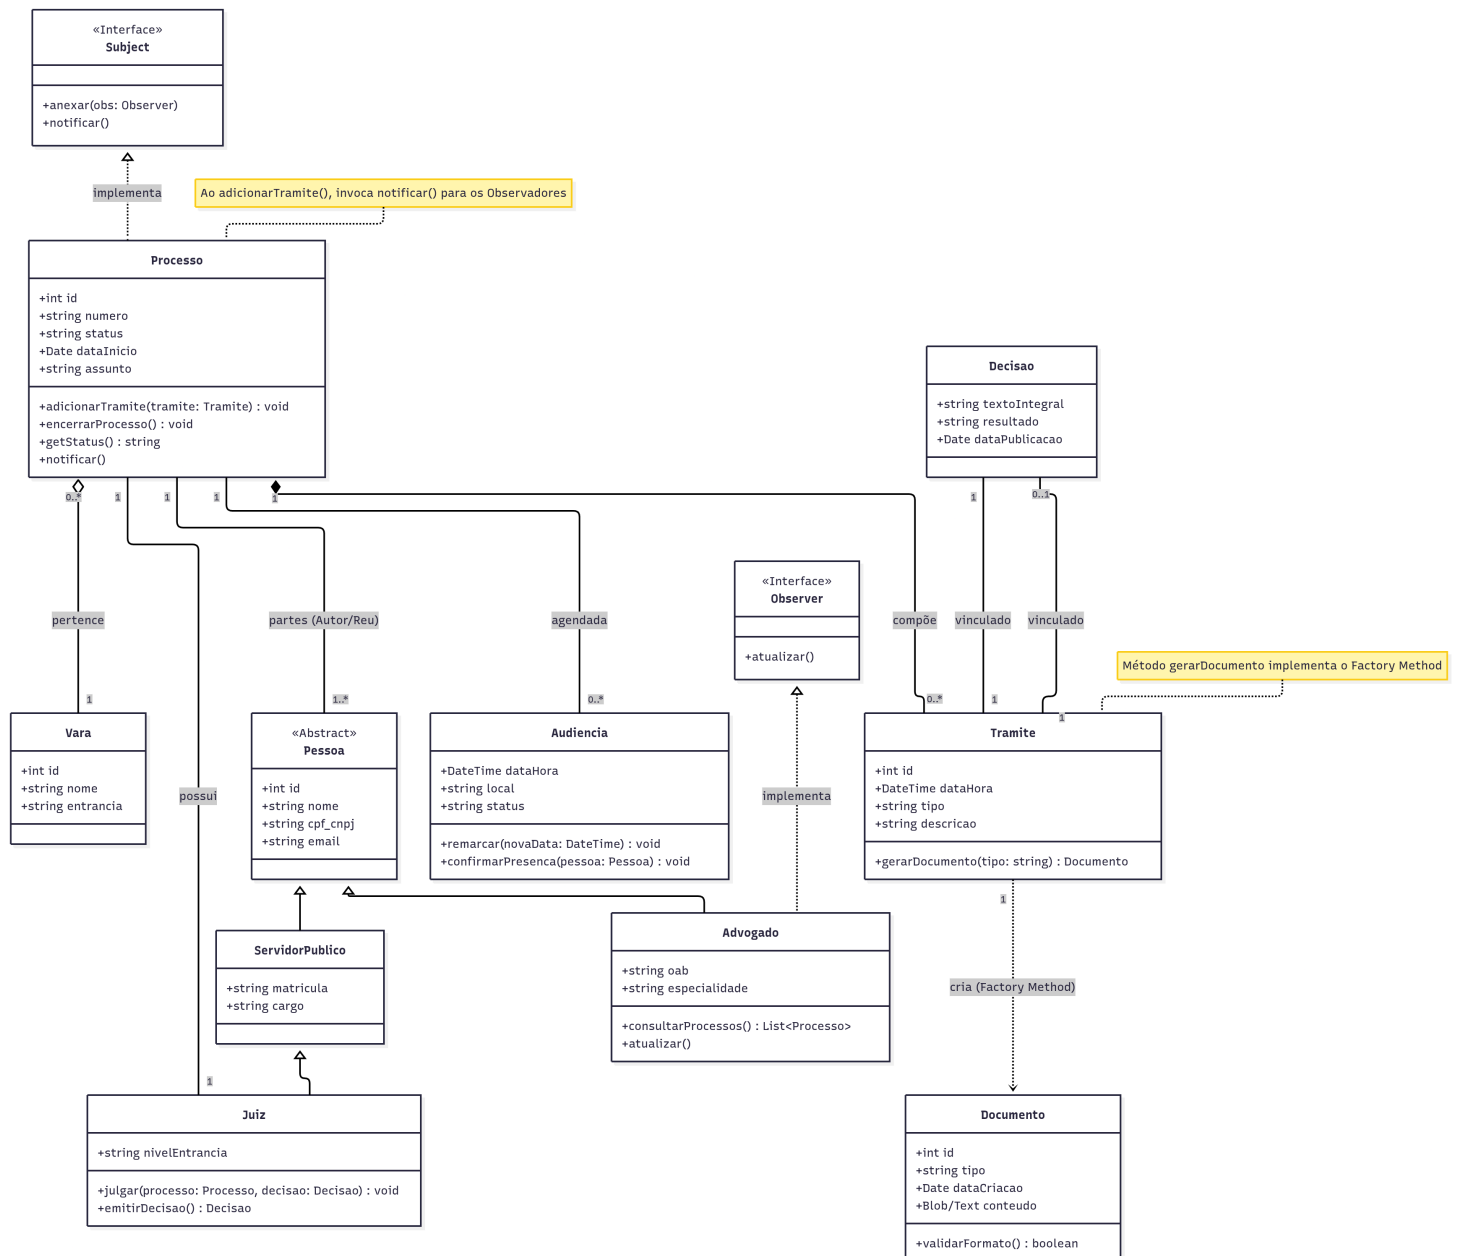 «Interface»
Subject
+anexar(obs: Observer)
+notificar()
implementa
Ao adicionarTramite(), invoca notificar() para os Observadores
Processo
+int id
+string numero
+string status
+Date dataInicio
+string assunto
+adicionarTramite(tramite: Tramite) : void
+encerrarProcesso() : void
+getStatus() : string
+notificar()
Decisao
+string textoIntegral
+string resultado
+Date dataPublicacao
0..*
1
1
1
1
1
0..1
«Interface»
Observer
+atualizar()
pertence
partes (Autor/Reu)
agendada
compõe
vinculado
vinculado
Método gerarDocumento implementa o Factory Method
1
1..*
0..*
0..*
1
1
Vara
+int id
+string nome
+string entrancia
possui
«Abstract»
Pessoa
+int id
+string nome
+string cpf_cnpj
+string email
Audiencia
+DateTime dataHora
+string local
+string status
+remarcar(novaData: DateTime) : void
+confirmarPresenca(pessoa: Pessoa) : void
implementa
Tramite
+int id
+DateTime dataHora
+string tipo
+string descricao
+gerarDocumento(tipo: string) : Documento
1
ServidorPublico
+string matricula
+string cargo
Advogado
+string oab
+string especialidade
+consultarProcessos() : List<Processo>
+atualizar()
cria (Factory Method)
1
Juiz
+string nivelEntrancia
+julgar(processo: Processo, decisao: Decisao) : void
+emitirDecisao() : Decisao
Documento
+int id
+string tipo
+Date dataCriacao
+Blob/Text conteudo
+validarFormato() : boolean